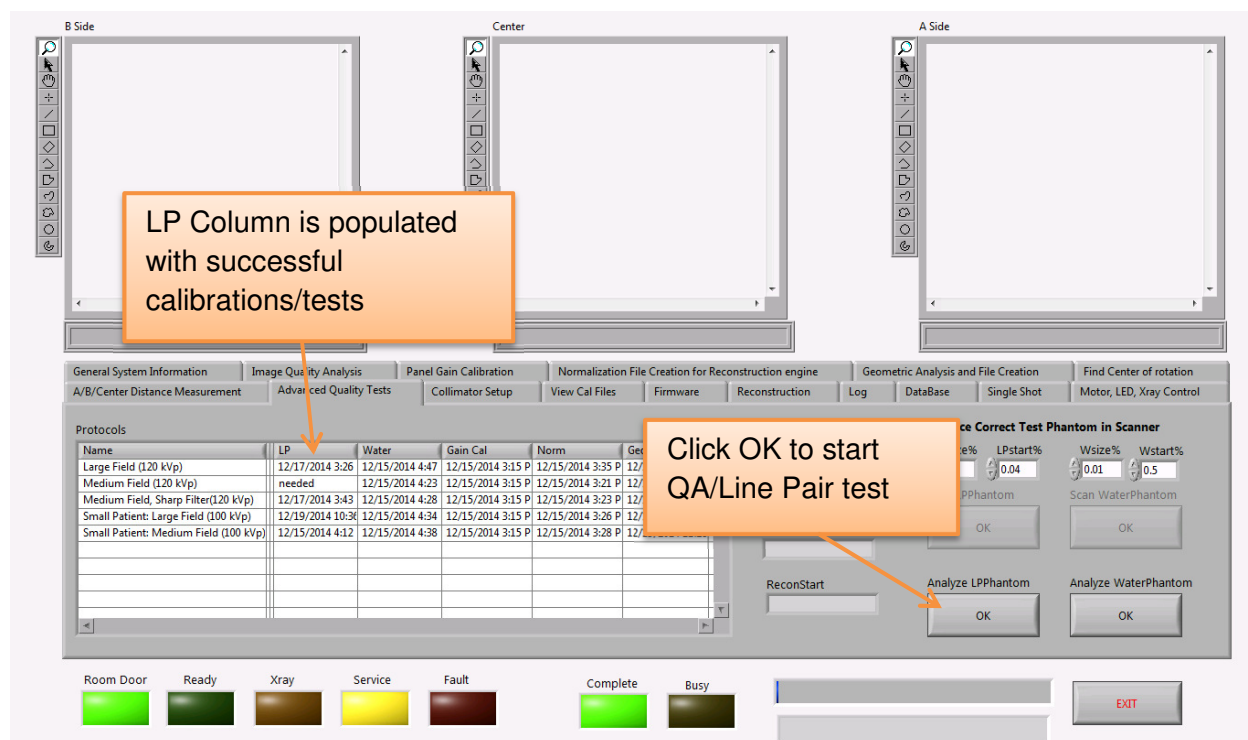 B Side
Center
A Side
LP Column is populated
with successful
calibrations/tests
General System Information
Image Quality Analysis
Panel Gain Calibration
Normalization File Creation for Reconstruction engine
Geometric Analysis and File Creation
Find Center of rotation
A/B/Center Distance Measurement
Advanced Quality Tests
Collimator Setup
View Cal Files
Firmware
Reconstruction
Log
DataBase
Single Shot
Motor, LED, Xray Control
Protocols
Name LP Water Gain Cal Norm
Large Field (120 kVp) 12/17/2014 3:26 12/15/2014 4:47 12/15/2014 3:15 P 12/15/2014 3:35 P 12/
Medium Field (120 kVp) needed 12/15/2014 4:23 12/15/2014 3:15 P 12/15/2014 3:21 P 12/
Medium Field, Sharp Filter(120 kVp) 12/17/2014 3:43 12/15/2014 4:28 12/15/2014 3:15 P 12/15/2014 3:23 P 12/
Small Patient: Large Field (100 kVp) 12/19/2014 10:36 12/15/2014 4:34 12/15/2014 3:15 P 12/15/2014 3:26 P 12/
Small Patient: Medium Field (100 kVp) 12/15/2014 4:12 12/15/2014 4:38 12/15/2014 3:15 P 12/15/2014 3:28 P
Click OK to start
QA/Line Pair test
Correct Test Phantom in Scanner
LPstart% Wsize% Wstart%
0.04 0.01 0.5
Scan WaterPhantom
OK OK
ReconStart
Analyze LPPhantom Analyze WaterPhantom
OK OK
Room Door Ready Xray Service Fault Complete Busy
EXIT